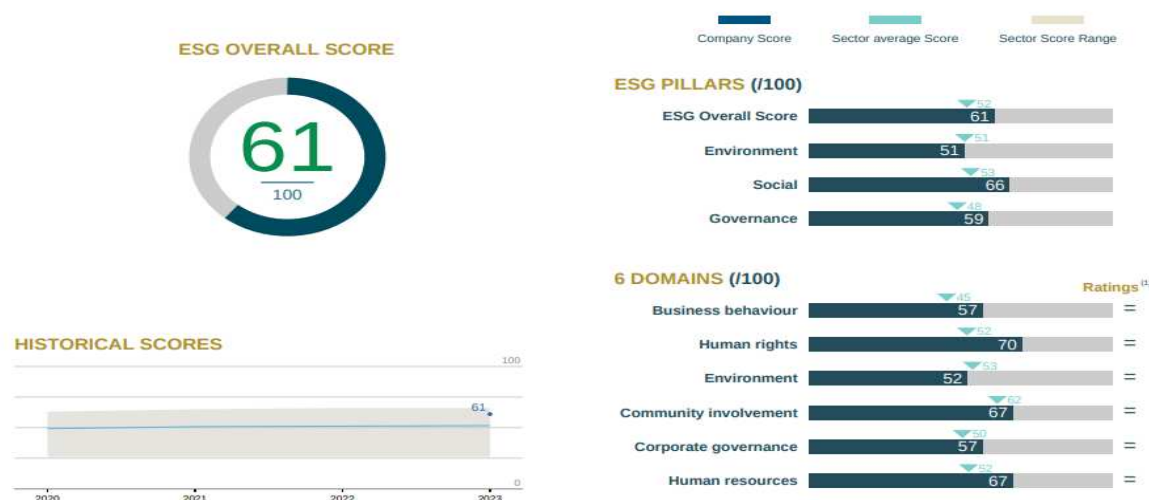 ESG OVERALL SCORE
61
100
HISTORICAL SCORES
100
61
0
2020 2021 2022 2023
Company Score Sector average Score Sector Score Range
ESG PILLARS (/100)
52
ESG Overall Score 61
51
Environment 51
53
Social 66
48
Governance 59
6 DOMAINS (/100)
Ratings (1
45
Business behaviour 57 =
52
Human rights 70 =
53
Environment 52 =
62
Community involvement 67 =
50
Corporate governance 57 =
52
Human resources 67 =